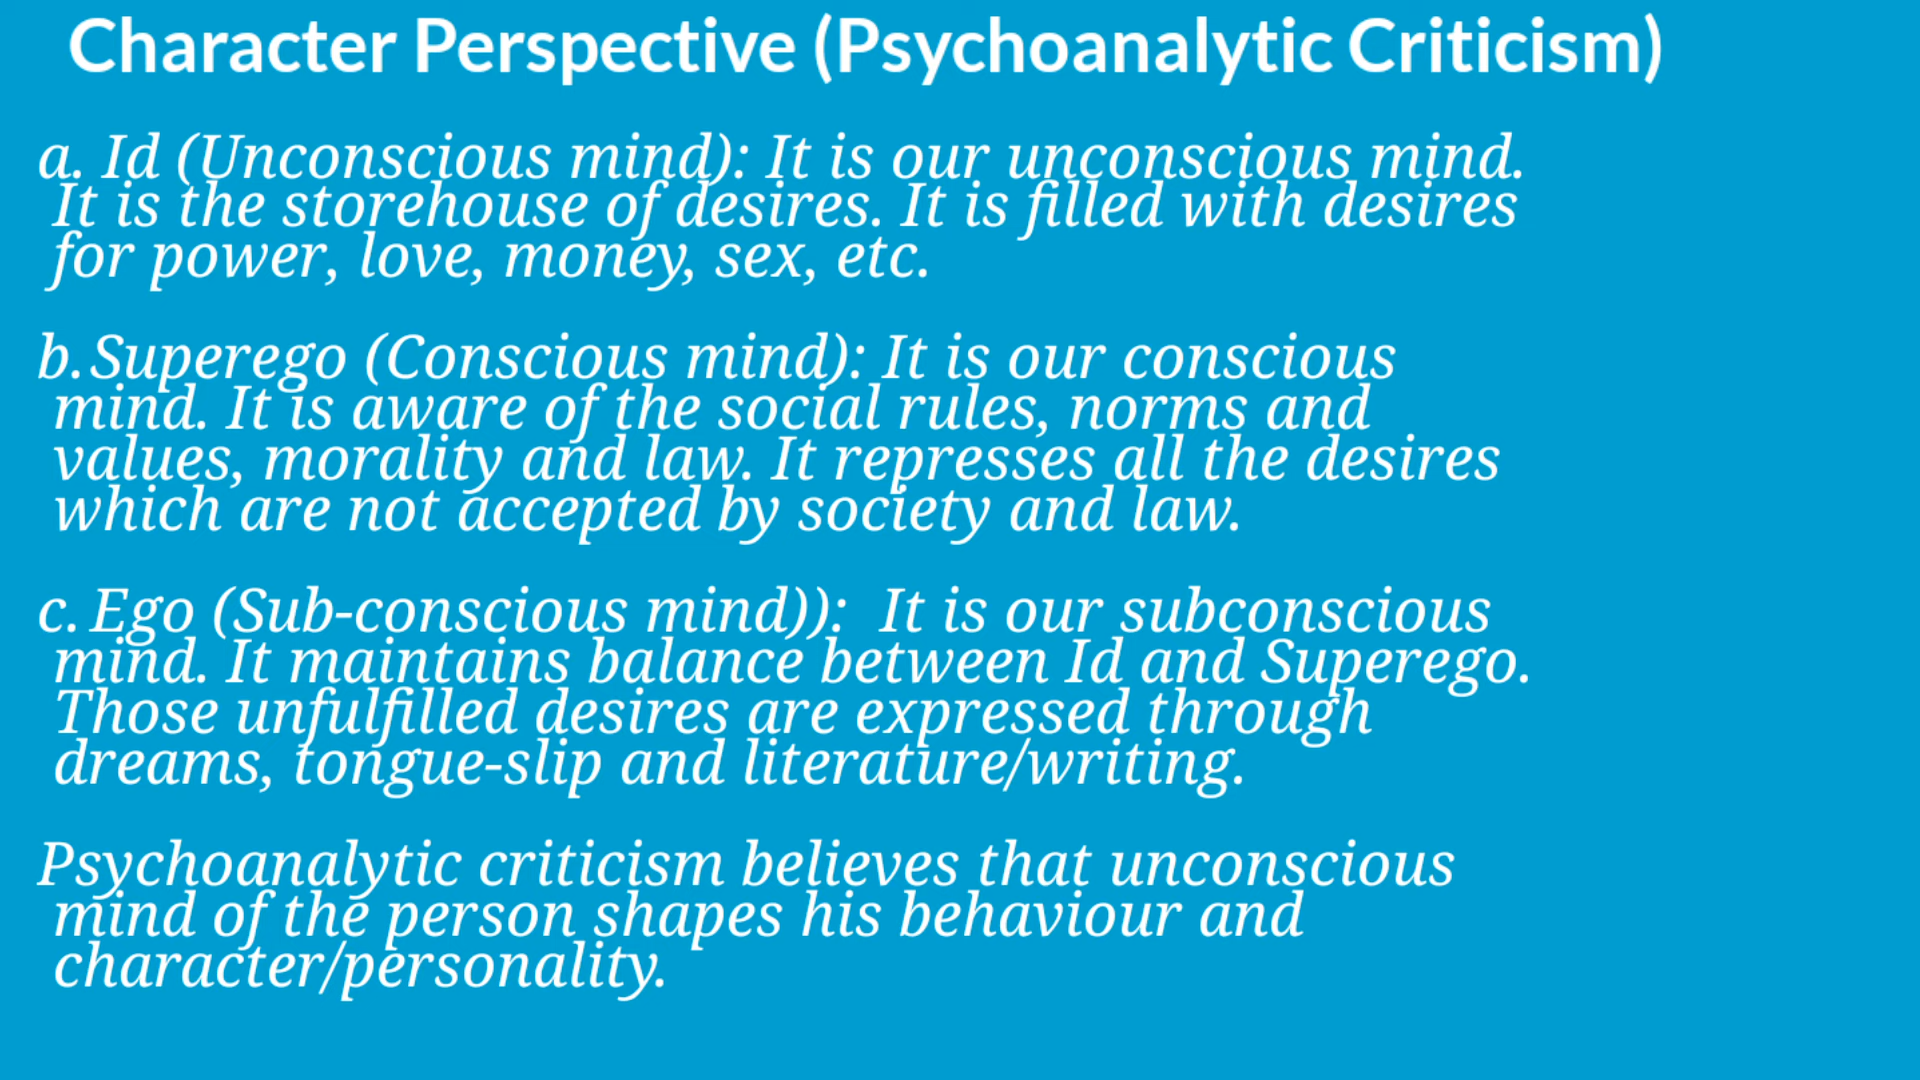 Character Perspective (Psychoanalytic Criticism)
a. Id (Unconscious mind): It is our unconscious mind.
It is the storehouse of desires. It is filled with desires
for power, love, money, sex, etc.
b. Superego (Conscious mind): It is our conscious
mind. It is aware of the social rules, norms and
values, morality and law. It represses all the desires
which are not accepted by society and law.
c. Ego (Sub-conscious mind)): It is our subconscious
mind. It maintains balance between Id and Superego.
Those unfulfilled desires are expressed through
dreams, tongue-slip and literature/writing.
Psychoanalytic criticism believes that unconscious
mind of the person shapes his behaviour and
character/personality.